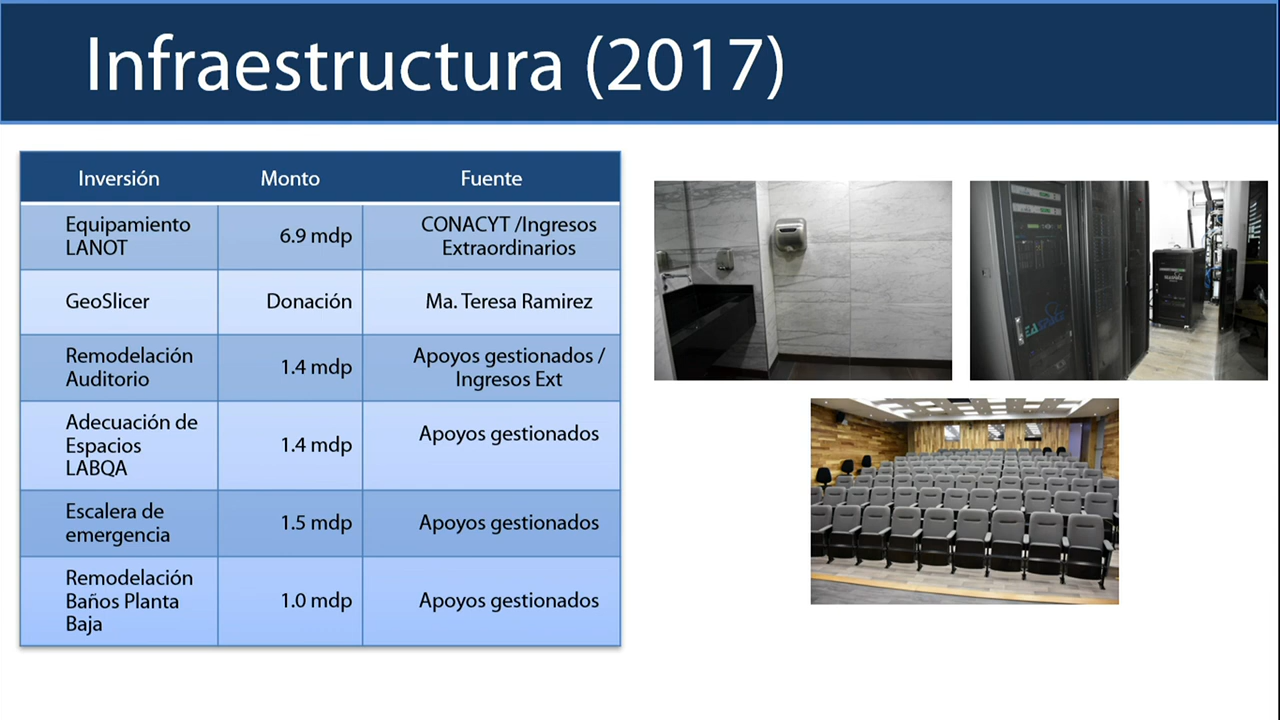 Infraestructura (2017)
Inversión Monto Fuente
Equipamiento
LANOT
6.9 mdp
CONACYT /Ingresos
Extraordinarios
GeoSlicer Donación Ma. Teresa Ramirez
Remodelación
Auditorio
1.4 mdp
Apoyos gestionados /
Ingresos Ext
Adecuación de
Espacios
LABQA
1.4 mdp
Apoyos gestionados
Escalera de
emergencia
1.5 mdp
Apoyos gestionados
Remodelación
Baños Planta
Baja
1.0 mdp
Apoyos gestionados